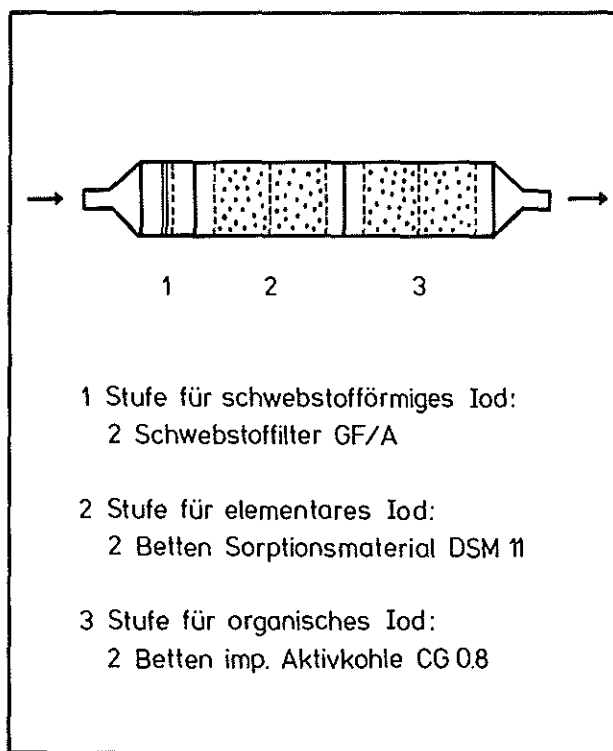 1 2 3
1 Stufe für schwebstofförmiges Iod:
2 Schwebstoffilter GF/A
2 Stufe für elementares Iod:
2 Betten Sorptionsmaterial DSM 11
3 Stufe für organisches Iod:
2 Betten imp. Aktivkohle CG 0.8